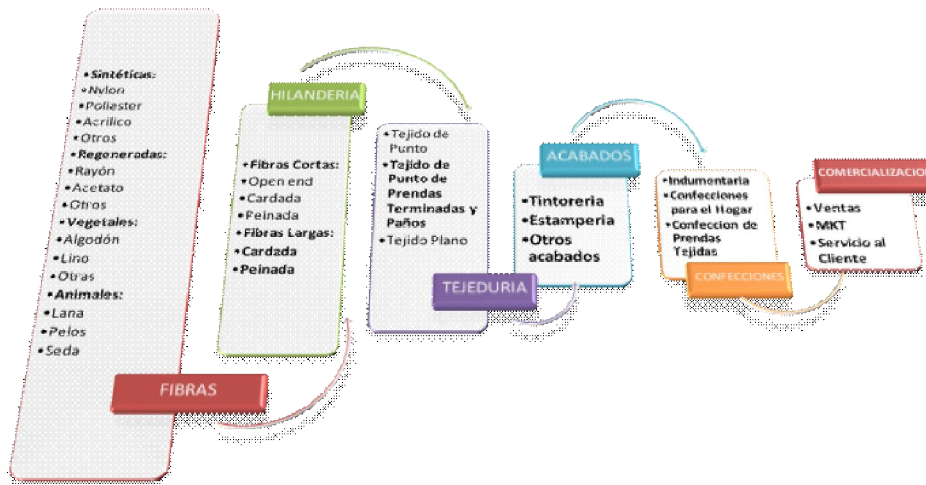 • Sintéticas:
• Nylon
• Poliester
• Acrilico
• Otros
• Regeneradas:
• Rayón
• Acetato
• Otros
• Vegetales:
• Algodón
• Lino
• Otras
• Animales:
• Lana
• Pelos
• Seda
FIBRAS
HILANDERIA
• Fibras Cortas:
• Open end
• Cardada
• Peinada
• Fibras Largas:
• Cardada
• Peinada
• Tejido de
Punto
• Tejido de
Punto de
Prendas
Terminadas y
Paños
• Tejido Plano
TEJEDURIA
ACABADOS
• Tintoreria
• Estamperia
• Otros
acabados
• Indumentaria
• Confecciones
para el Hogar
• Confeccion de
Prendas
Tejidas
CONFECCIONES
COMERCIALIZACION
• Ventas
• MKT
• Servicio al
Cliente